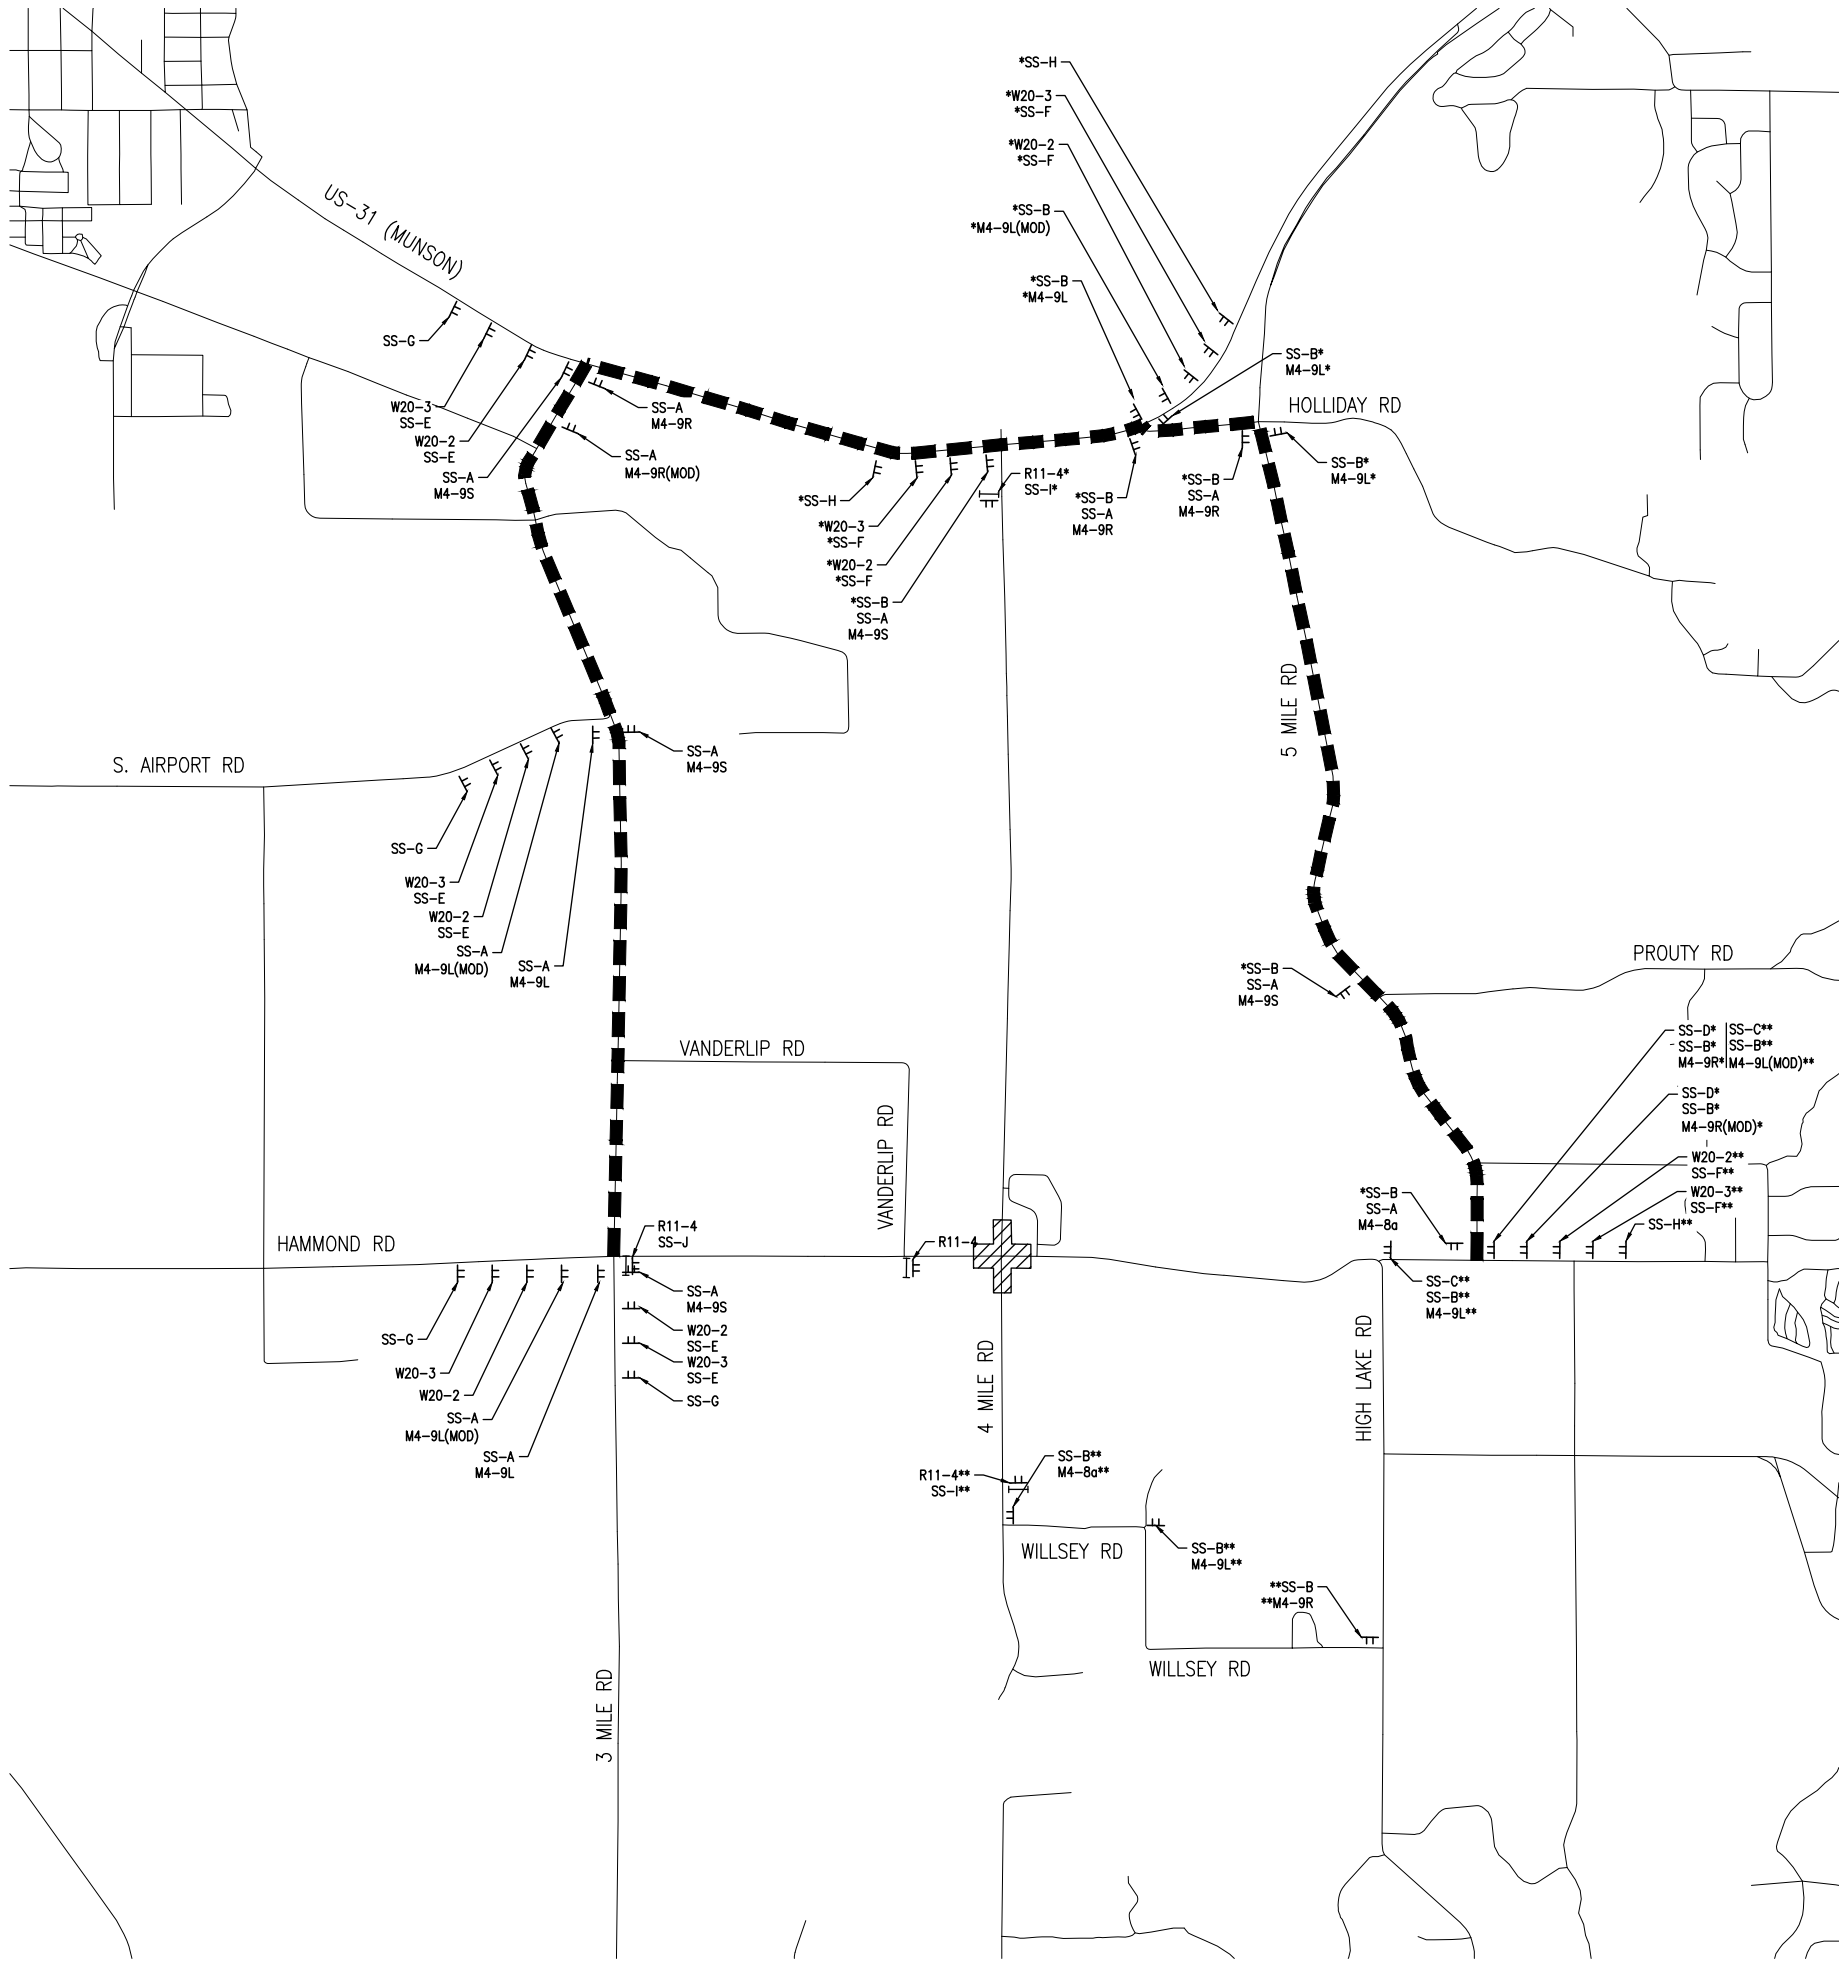 *SS-H
*W20-3
*SS-F
*W20-2
*SS-F
*SS-B
*M4-9L(MOD)
*SS-B
*M4-9L
US-31 (MUNSON)
SS-G
W20-3
SS-E
W20-2
SS-E
SS-A
M4-9S
SS-A
M4-9R
SS-A
M4-9R(MOD)
SS-B*
M4-9L*
HOLLIDAY RD
SS-B*
M4-9L*
*SS-B
SS-A
M4-9R
*SS-B
SS-A
M4-9R
R11-4*
SS-I*
*SS-H
*W20-3
*SS-F
*W20-2
*SS-F
*SS-B
SS-A
M4-9S
5 MILE RD
S. AIRPORT RD
SS-A
M4-9S
SS-G
W20-3
SS-E
W20-2
SS-E
SS-A
M4-9L(MOD)
SS-A
M4-9L
PROUTY RD
*SS-B
SS-A
M4-9S
SS-D* | SS-C**
SS-B* | SS-B**
M4-9R* | M4-9L(MOD)**
SS-D*
SS-B*
M4-9R(MOD)*
W20-2**
SS-F**
W20-3**
SS-F**
SS-H**
VANDERLIP RD
VANDERLIP RD
*SS-B
SS-A
M4-8a
SS-C**
SS-B**
M4-9L**
HAMMOND RD
R11-4
SS-J
R11-4
SS-A
M4-9S
W20-2
SS-E
W20-3
SS-E
SS-G
SS-G
W20-3
W20-2
SS-A
M4-9L(MOD)
SS-A
M4-9L
4 MILE RD
HIGH LAKE RD
SS-B**
M4-8a**
R11-4**
SS-I**
WILLSEY RD
SS-B**
M4-9L**
**SS-B
**M4-9R
WILLSEY RD
3 MILE RD